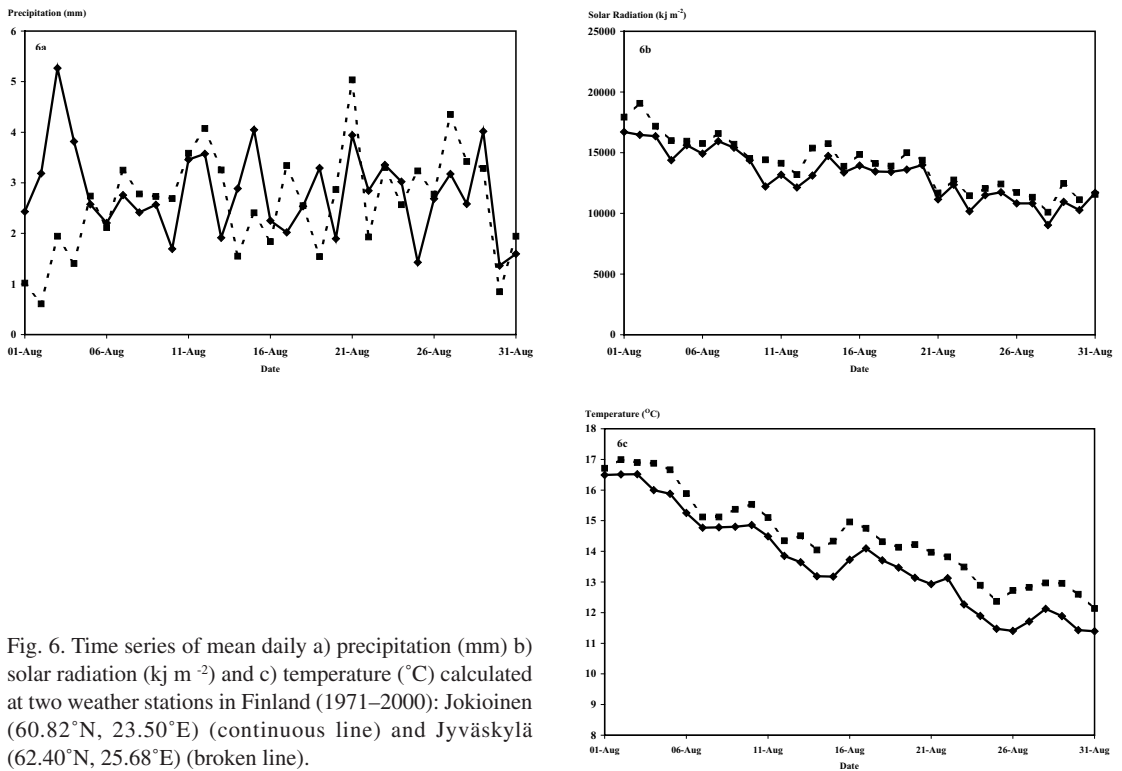 Precipitation (mm)
6a
6
5
4
3
2
1
0
01-Aug 06-Aug 11-Aug 16-Aug 21-Aug 26-Aug 31-Aug
Date
Solar Radiation (kj m⁻²)
6b
25000
20000
15000
10000
5000
0
01-Aug 06-Aug 11-Aug 16-Aug 21-Aug 26-Aug 31-Aug
Date
Temperature (ᴼC)
6c
18
17
16
15
14
13
12
11
10
9
8
01-Aug 06-Aug 11-Aug 16-Aug 21-Aug 26-Aug 31-Aug
Date
Fig. 6. Time series of mean daily a) precipitation (mm) b)
solar radiation (kj m ⁻²) and c) temperature (˚C) calculated
at two weather stations in Finland (1971–2000): Jokioinen
(60.82˚N, 23.50˚E) (continuous line) and Jyväskylä
(62.40˚N, 25.68˚E) (broken line).